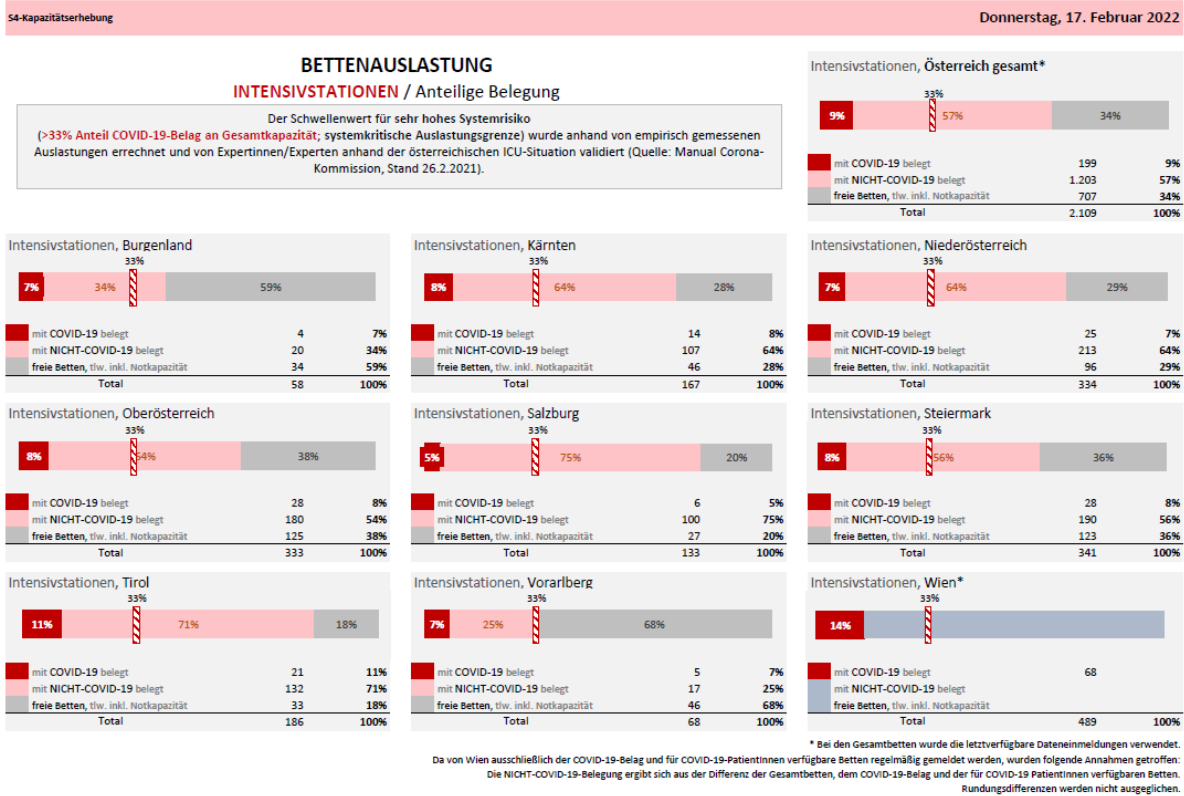 S4-Kapazitätserhebung
Donnerstag, 17. Februar 2022
BETTENAUSLASTUNG
INTENSIVSTATIONEN / Anteilige Belegung
Der Schwellenwert für sehr hohes Systemrisiko
(>33% Anteil COVID-19-Belag an Gesamtkapazität; systemkritische Auslastungsgrenze) wurde anhand von empirisch gemessenen
Auslastungen errechnet und von Expertinnen/Experten anhand der österreichischen ICU-Situation validiert (Quelle: Manual Corona-
Kommission, Stand 26.2.2021).
Intensivstationen, Österreich gesamt*
33%
9% 57% 34%
mit COVID-19 belegt 199 9%
mit NICHT-COVID-19 belegt 1.203 57%
freie Betten, tlw. inkl. Notkapazität 707 34%
Total 2.109 100%
Intensivstationen, Burgenland
33%
7% 34% 59%
mit COVID-19 belegt 4 7%
mit NICHT-COVID-19 belegt 20 34%
freie Betten, tlw. inkl. Notkapazität 34 59%
Total 58 100%
Intensivstationen, Kärnten
33%
8% 64% 28%
mit COVID-19 belegt 14 8%
mit NICHT-COVID-19 belegt 107 64%
freie Betten, tlw. inkl. Notkapazität 46 28%
Total 167 100%
Intensivstationen, Niederösterreich
33%
7% 64% 29%
mit COVID-19 belegt 25 7%
mit NICHT-COVID-19 belegt 213 64%
freie Betten, tlw. inkl. Notkapazität 96 29%
Total 334 100%
Intensivstationen, Oberösterreich
33%
8% 54% 38%
mit COVID-19 belegt 28 8%
mit NICHT-COVID-19 belegt 180 54%
freie Betten, tlw. inkl. Notkapazität 125 38%
Total 333 100%
Intensivstationen, Salzburg
33%
5% 75% 20%
mit COVID-19 belegt 6 5%
mit NICHT-COVID-19 belegt 100 75%
freie Betten, tlw. inkl. Notkapazität 27 20%
Total 133 100%
Intensivstationen, Steiermark
33%
8% 56% 36%
mit COVID-19 belegt 28 8%
mit NICHT-COVID-19 belegt 190 56%
freie Betten, tlw. inkl. Notkapazität 123 36%
Total 341 100%
Intensivstationen, Tirol
33%
11% 71% 18%
mit COVID-19 belegt 21 11%
mit NICHT-COVID-19 belegt 132 71%
freie Betten, tlw. inkl. Notkapazität 33 18%
Total 186 100%
Intensivstationen, Vorarlberg
33%
7% 25% 68%
mit COVID-19 belegt 5 7%
mit NICHT-COVID-19 belegt 17 25%
freie Betten, tlw. inkl. Notkapazität 46 68%
Total 68 100%
Intensivstationen, Wien*
33%
14%
mit COVID-19 belegt 68
mit NICHT-COVID-19 belegt
freie Betten, tlw. inkl. Notkapazität
Total 489 100%
* Bei den Gesamtbetten wurde die letztverfügbare Dateneinmeldungen verwendet.
Da von Wien ausschließlich der COVID-19-Belag und für COVID-19-PatientInnen verfügbare Betten regelmäßig gemeldet werden, wurden folgende Annahmen getroffen:
Die NICHT-COVID-19-Belegung ergibt sich aus der Differenz der Gesamtbetten, dem COVID-19-Belag und der für COVID-19 PatientInnen verfügbaren Betten.
Rundungsdifferenzen werden nicht ausgeglichen.